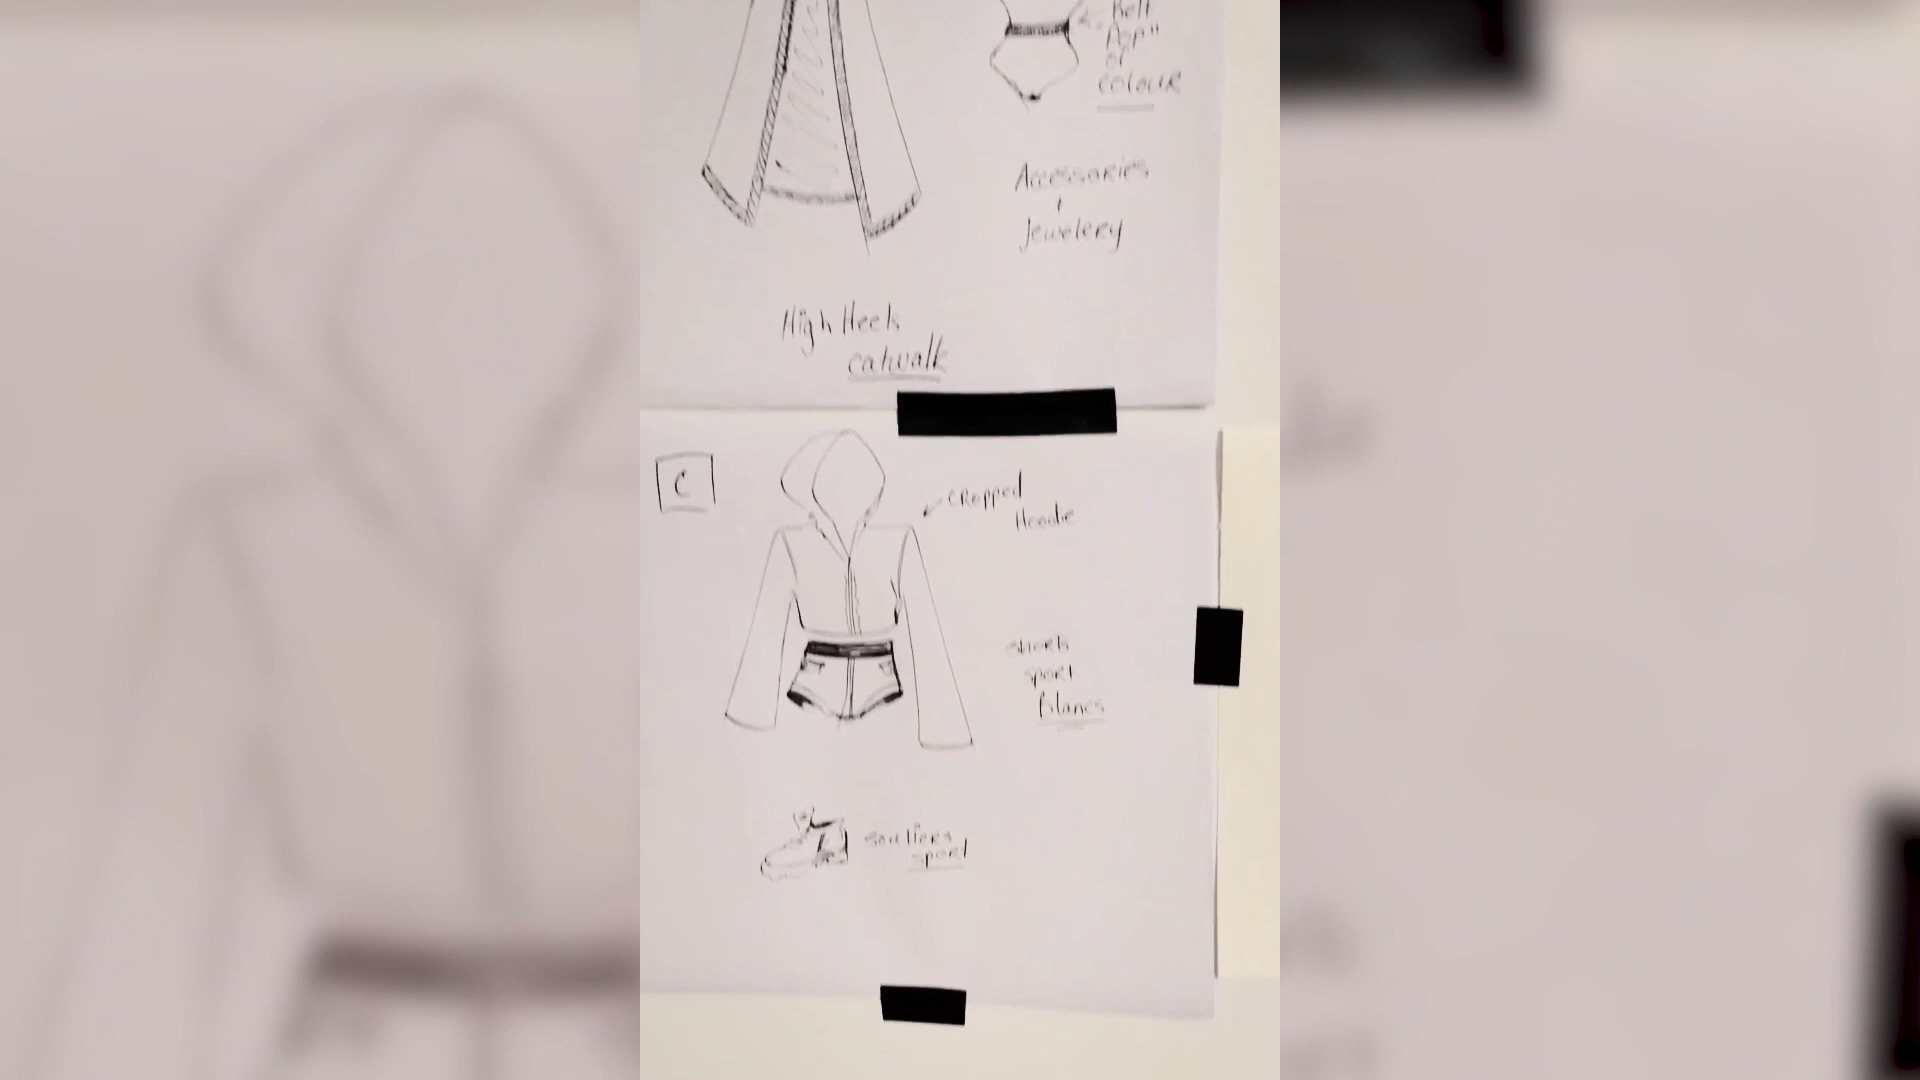 Belt
Pop"
of
COLOUR
Accessories
+
Jewelery
High Heels
catwalk
C
CROPPED
Hoodie
shorts
sport
Blancs
souliers
sport